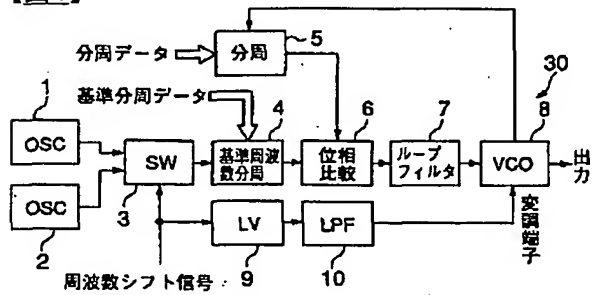 分周データ
分周
5
30
基準分周データ
1
4
6
7
8
OSC
SW
基準周波
数分周
位相
比較
ループ
フィルタ
VCO
出力
OSC
3
変調端子
LV
LPF
2
9
10
周波数シフト信号